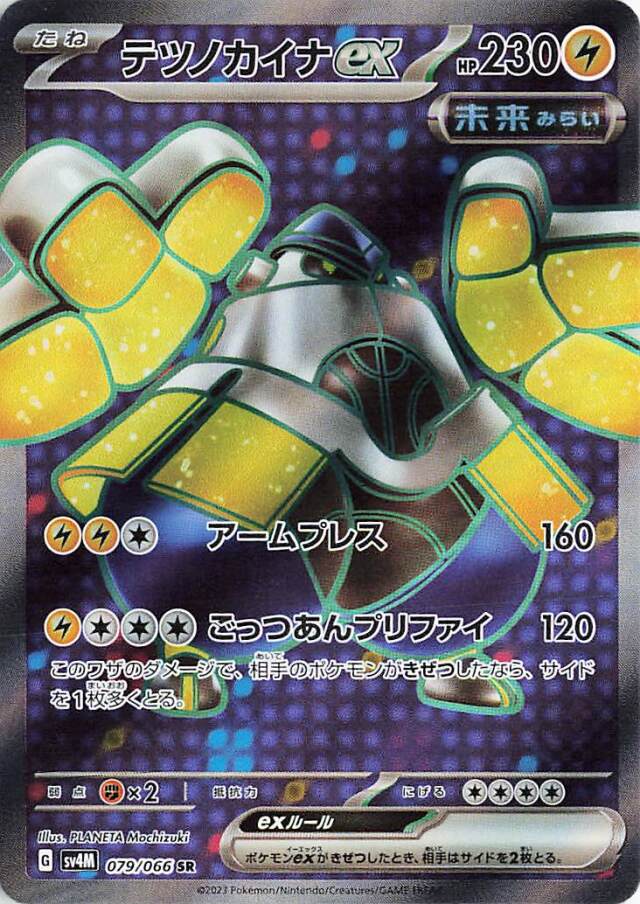 たね テツノカイナex HP230
未来 みらい
アームプレス 160
ごっつあんプリファイ 120
このワザのダメージで、相手のポケモンがきぜつしたなら、サイド
を1枚多くとる。
弱点 ×2 抵抗力 にげる
exルール
ポケモンexがきぜつしたとき、相手はサイドを2枚とる。
Illus. PLANETA Mochizuki
G sv4M 079/066 SR
©2023 Pokémon/Nintendo/Creatures/GAME FREAK